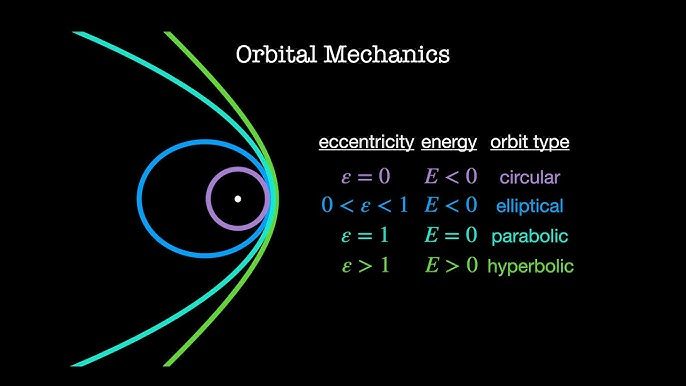 Orbital Mechanics
eccentricity energy orbit type
ε = 0 E < 0 circular
0 < ε < 1 E < 0 elliptical
ε = 1 E = 0 parabolic
ε > 1 E > 0 hyperbolic